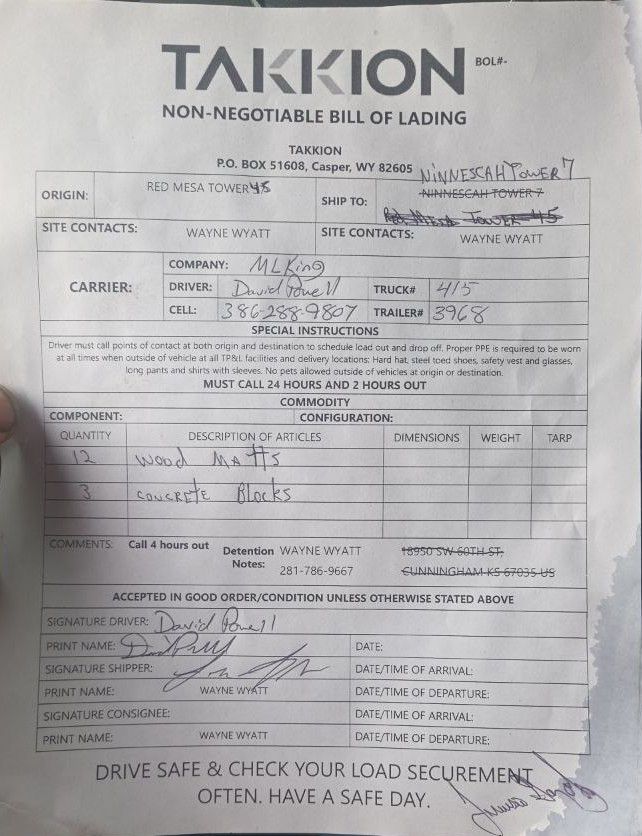 TAKKION
BOL#-
NON-NEGOTIABLE BILL OF LADING
TAKKION
P.O. BOX 51608, Casper, WY 82605
NINNESCAH TOWER 7
ORIGIN: RED MESA TOWER 45 SHIP TO: NINNESCAH TOWER 7
RED MESA TOWER 45
SITE CONTACTS: WAYNE WYATT SITE CONTACTS: WAYNE WYATT
CARRIER: COMPANY: MLKing
DRIVER: David Powell TRUCK# 415
CELL: 386-288-9807 TRAILER# 3968
SPECIAL INSTRUCTIONS
Driver must call points of contact at both origin and destination to schedule load out and drop off. Proper PPE is required to be worn
at all times when outside of vehicle at all TP&L facilities and delivery locations: Hard hat, steel toed shoes, safety vest and glasses,
long pants and shirts with sleeves. No pets allowed outside of vehicles at origin or destination.
MUST CALL 24 HOURS AND 2 HOURS OUT
COMMODITY
COMPONENT: CONFIGURATION:
QUANTITY DESCRIPTION OF ARTICLES DIMENSIONS WEIGHT TARP
12 WOOD MATTS
3 CONCRETE BLOCKS
COMMENTS: Call 4 hours out Detention Notes: WAYNE WYATT 18950 SW 60TH ST,
281-786-9667 CUNNINGHAM KS 67035 US
ACCEPTED IN GOOD ORDER/CONDITION UNLESS OTHERWISE STATED ABOVE
SIGNATURE DRIVER: David Powell
PRINT NAME: DATE:
SIGNATURE SHIPPER: DATE/TIME OF ARRIVAL:
PRINT NAME: WAYNE WYATT DATE/TIME OF DEPARTURE:
SIGNATURE CONSIGNEE: DATE/TIME OF ARRIVAL:
PRINT NAME: WAYNE WYATT DATE/TIME OF DEPARTURE:
DRIVE SAFE & CHECK YOUR LOAD SECUREMENT
OFTEN. HAVE A SAFE DAY.